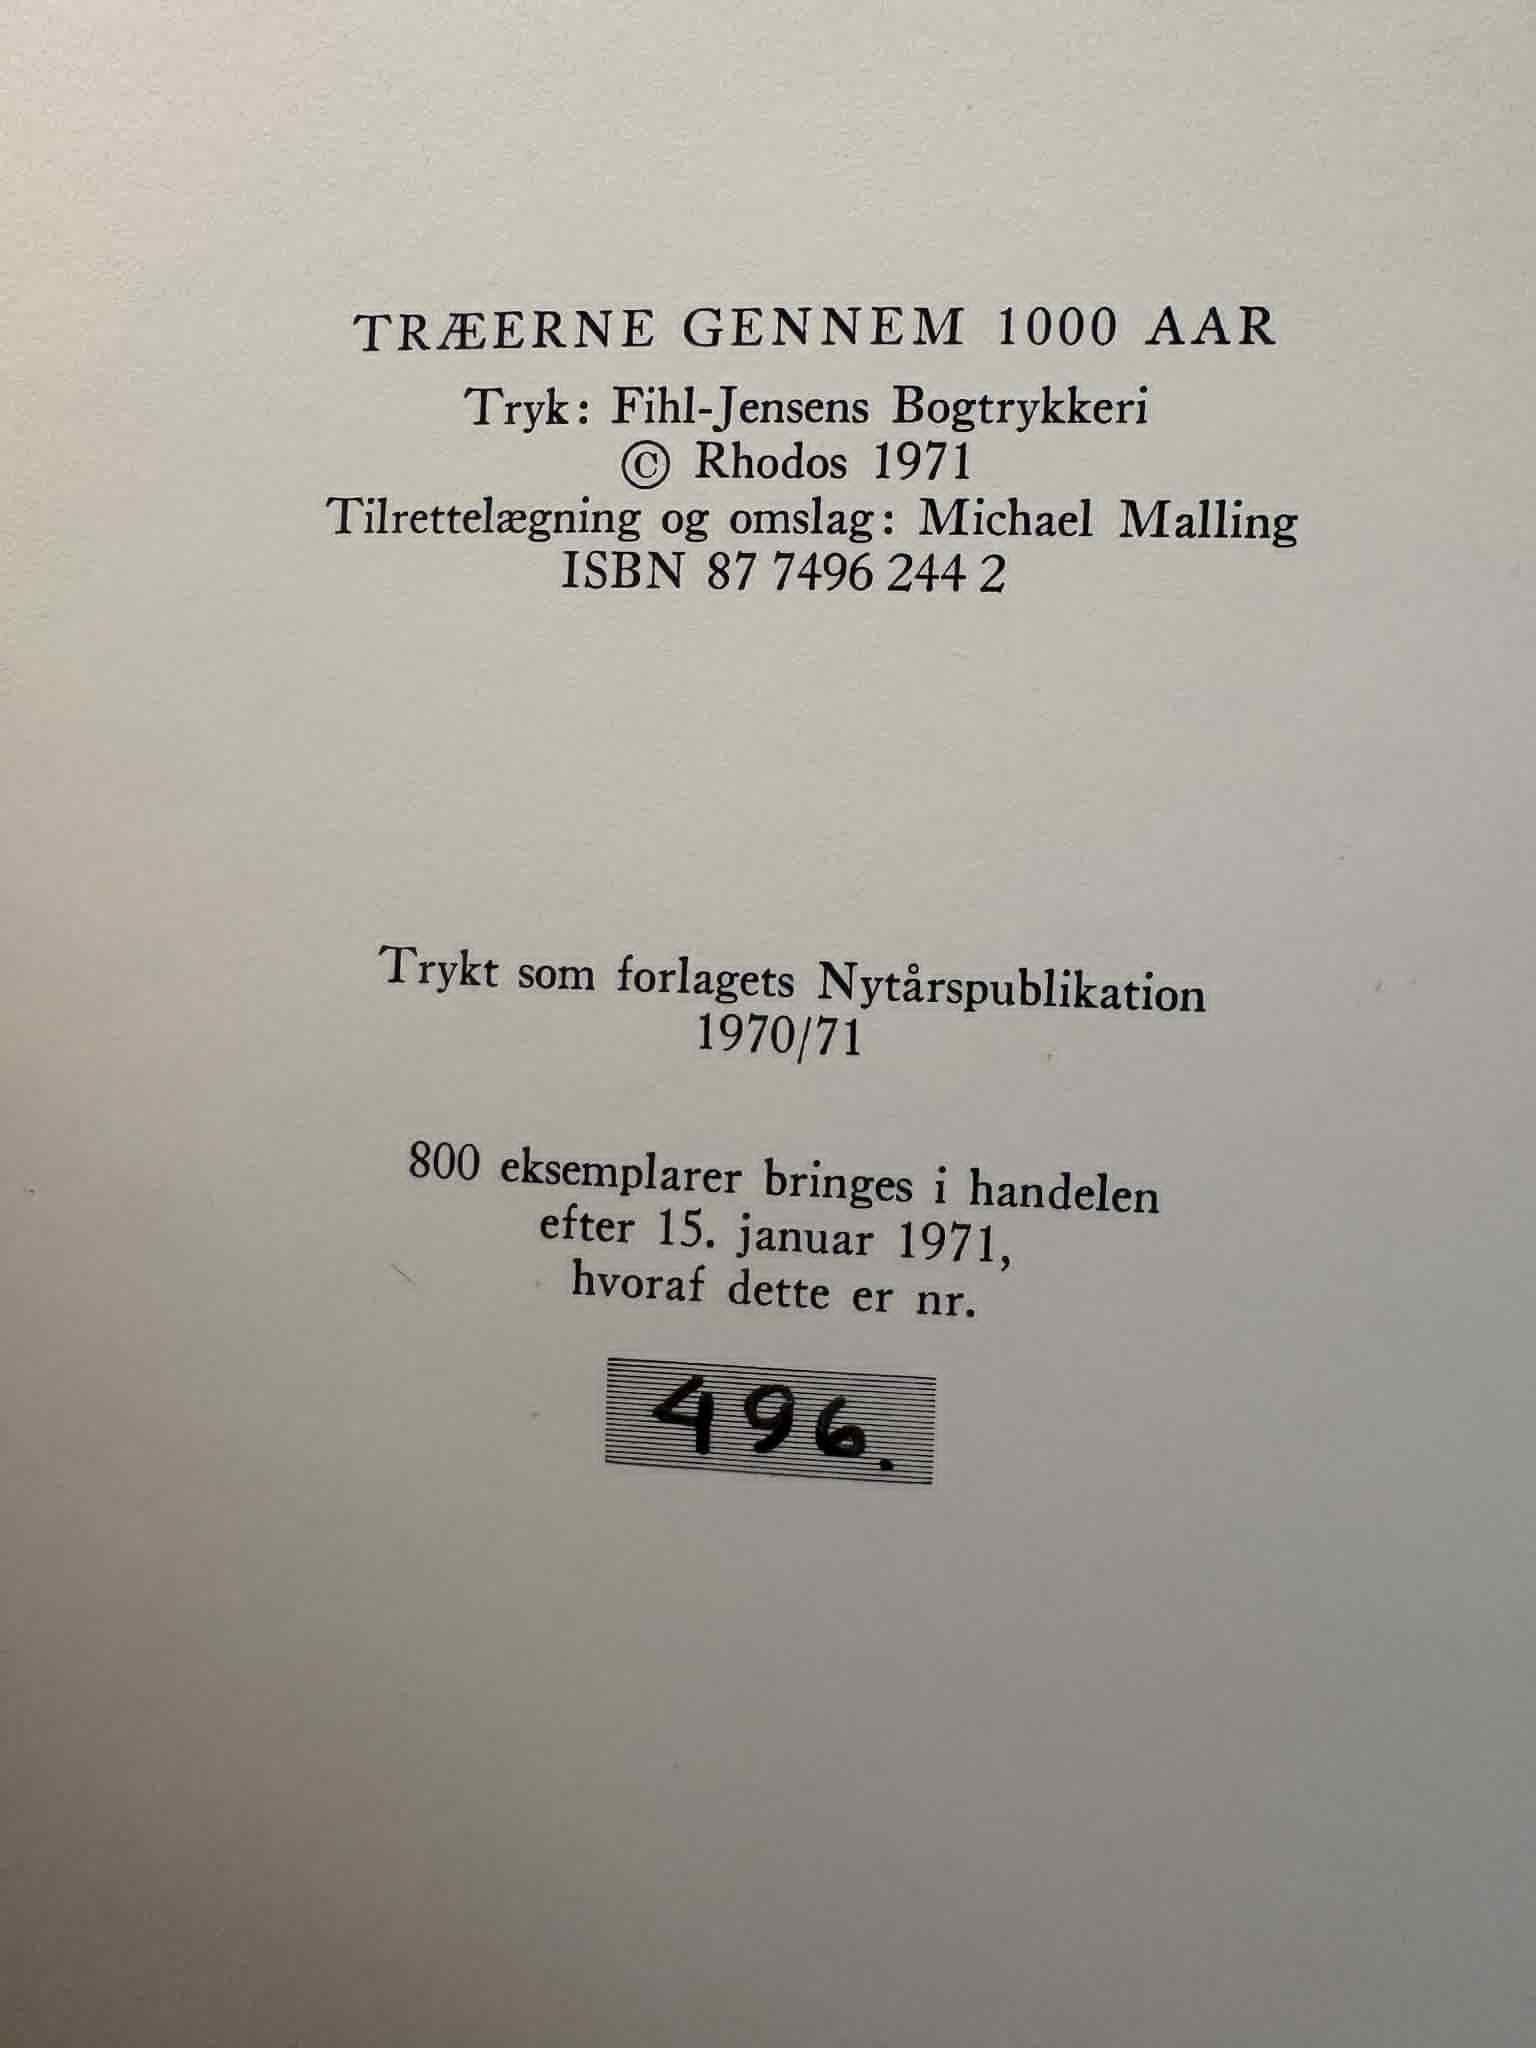 TRÆERNE GENNEM 1000 AAR
Tryk: Fihl-Jensens Bogtrykkeri
© Rhodos 1971
Tilrettelægning og omslag: Michael Malling
ISBN 87 7496 244 2
Trykt som forlagets Nytårspublikation
1970/71
800 eksemplarer bringes i handelen
efter 15. januar 1971,
hvoraf dette er nr.
496.